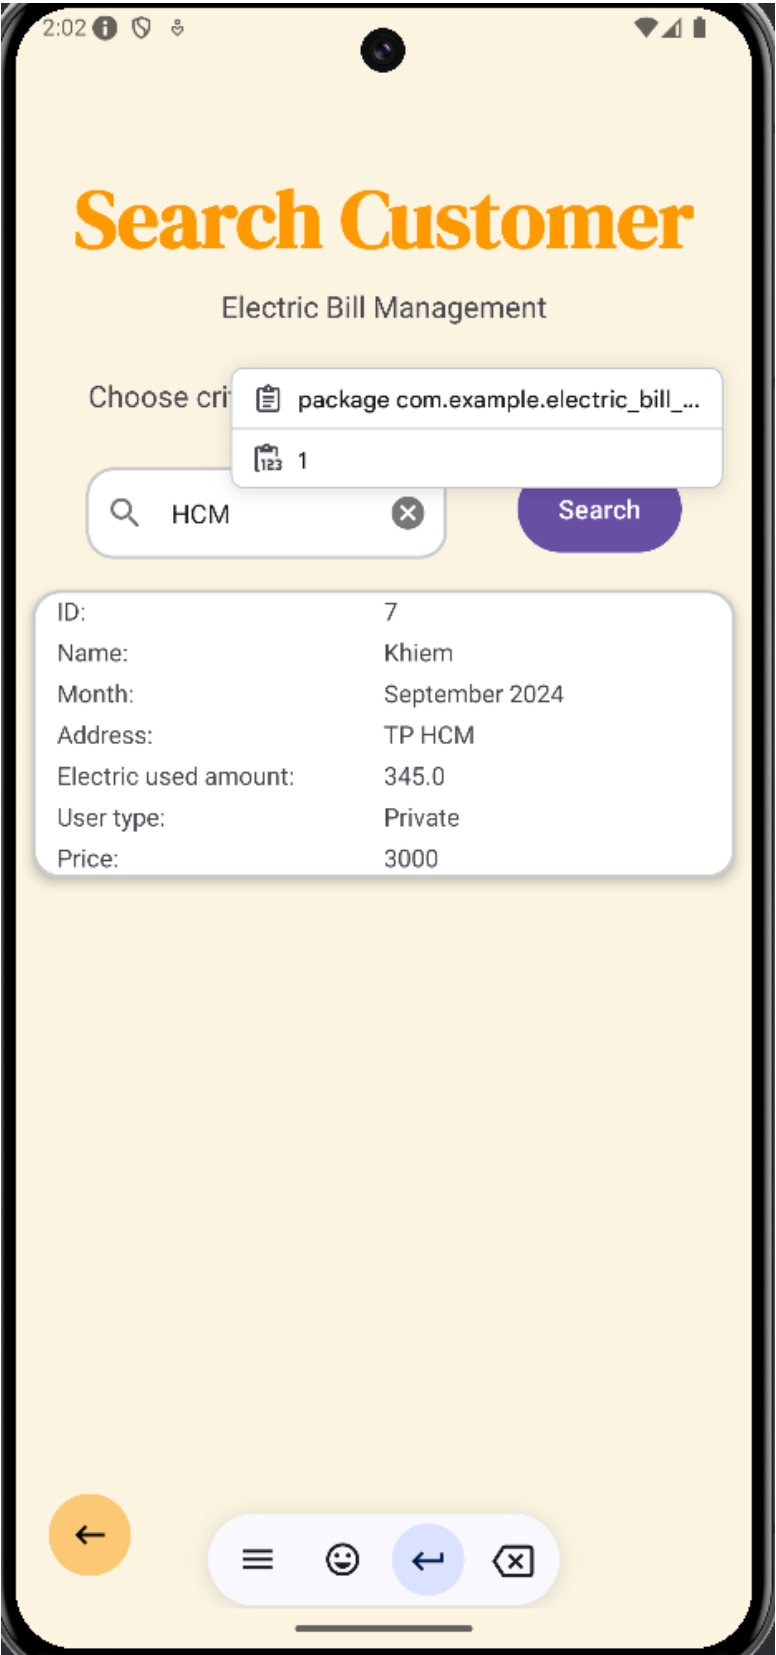 2:02
Search Customer
Electric Bill Management
Choose cri
package com.example.electric_bill_...
1
HCM
Search
ID: 7
Name: Khiem
Month: September 2024
Address: TP HCM
Electric used amount: 345.0
User type: Private
Price: 3000